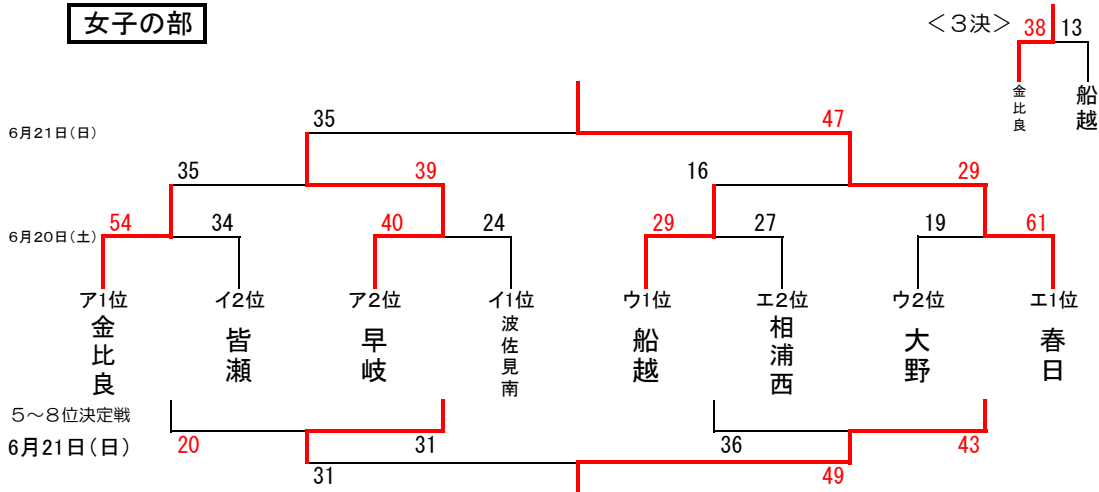 女子の部
＜３決＞ 38 13
金比良 船越
35 47
6月21日(日)
35 39 16 29
54 34 40 24 29 27 19 61
6月20日(土)
ア1位 イ2位 ア2位 イ1位 ウ1位 エ2位 ウ2位 エ1位
金比良 皆瀬 早岐 波佐見南 船越 相浦西 大野 春日
5～8位決定戦
6月21日(日) 20 31 36 43
31 49